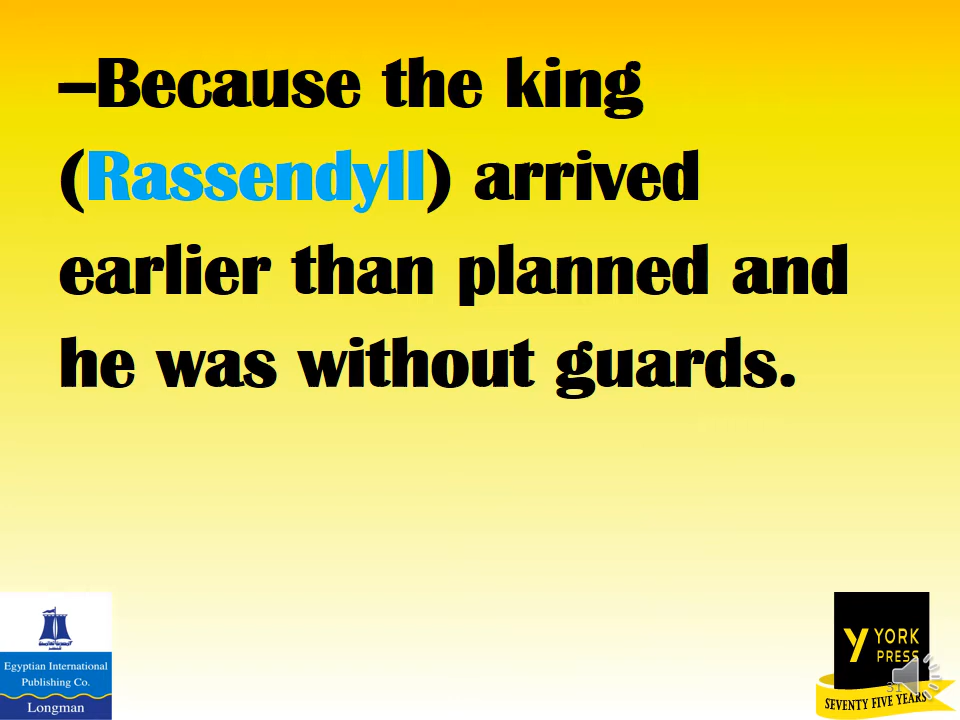 –Because the king
(Rassendyll) arrived
earlier than planned and
he was without guards.
Egyptian International
Publishing Co.
Longman
y YORK
PRESS
31
SEVENTY FIVE YEARS